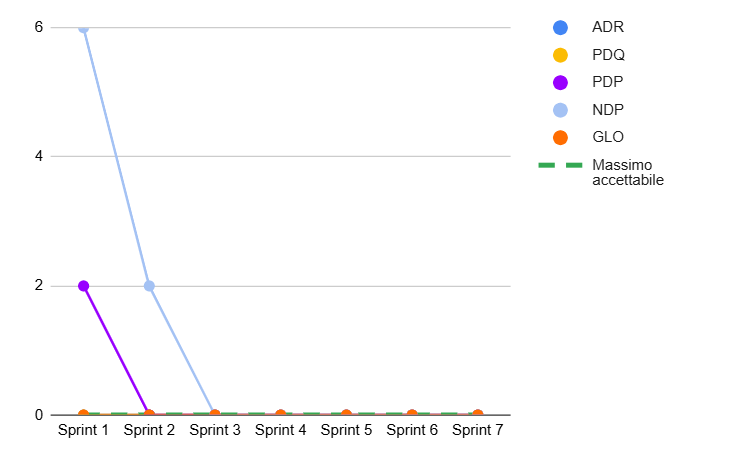 6
4
2
0
Sprint 1 Sprint 2 Sprint 3 Sprint 4 Sprint 5 Sprint 6 Sprint 7
ADR
PDQ
PDP
NDP
GLO
Massimo
accettabile